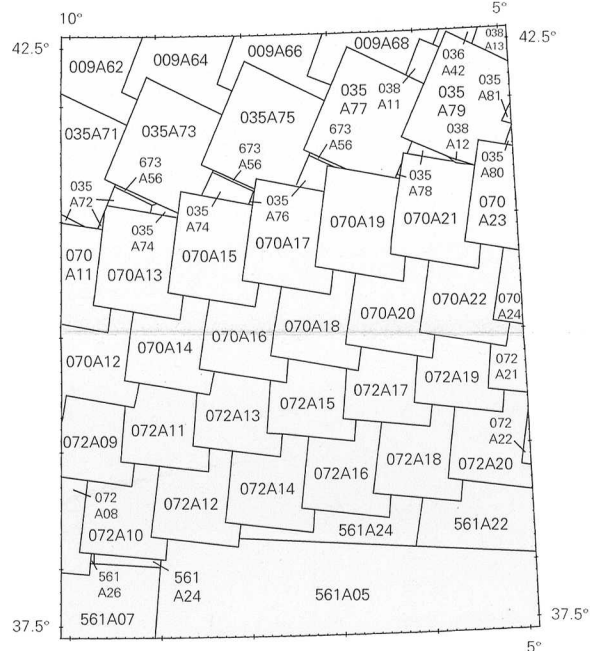 10°
5°
42.5°
42.5°
009A62
009A64
009A66
009A68
038
A13
036
A42
035
A81
035
A77
038
A11
035
A79
035A71
035A73
035A75
673
A56
673
A56
673
A56
038
A12
035
A80
035
A72
035
A74
035
A74
035
A76
035
A78
070
A23
070
A11
070A13
070A15
070A17
070A19
070A21
070A12
070A14
070A16
070A18
070A20
070A22
070
A24
072A09
072A11
072A13
072A15
072A17
072A19
072
A21
072
A08
072A10
072A12
072A14
072A16
072A18
072A20
072
A22
561A24
561A22
561
A26
561
A24
561A05
561A07
37.5°
37.5°
5°